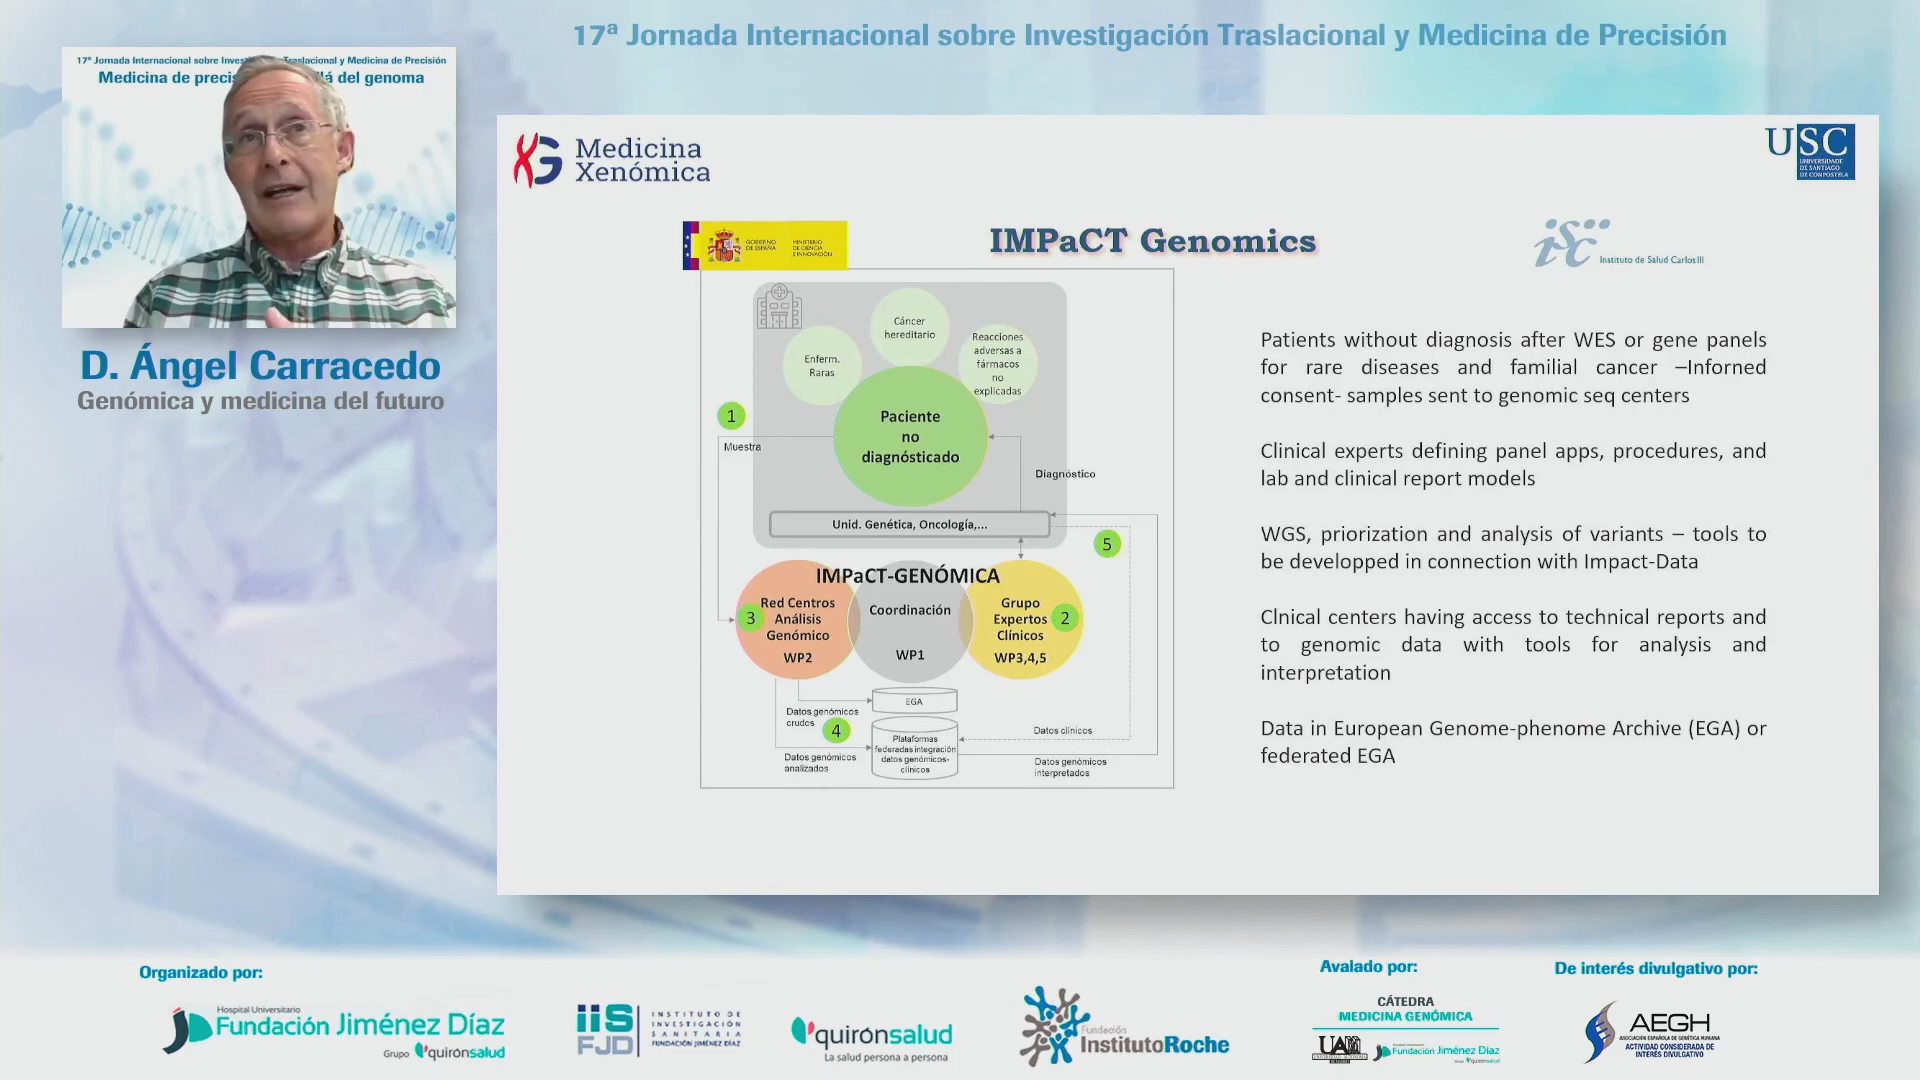 17ª Jornada Internacional sobre Investigación Traslacional y Medicina de Precisión
17ª Jornada Internacional sobre Invest Traslacional y Medicina de Precisión
Medicina de precis lá del genoma
D. Ángel Carracedo
Genómica y medicina del futuro
Medicina
Xenómica
USC
UNIVERSIDADE
DE SANTIAGO
DE COMPOSTELA
GOBIERNO
DE ESPAÑA
MINISTERIO
DE CIENCIA
E INNOVACIÓN
IMPaCT Genomics
isc
Instituto de Salud Carlos III
Cáncer
hereditario
Enferm.
Raras
Reacciones
adversas a
fármacos
no
explicadas
1
Muestra
Paciente
no
diagnósticado
Diagnóstico
Unid. Genética, Oncología,...
5
IMPaCT-GENÓMICA
3
Red Centros
Análisis
Genómico
WP2
Coordinación
WP1
Grupo
Expertos
Clínicos
WP3,4,5
2
EGA
Datos genómicos
crudos
4
Plataformas
federadas integración
datos genómicos-
clínicos
Datos genómicos
analizados
Datos clínicos
Datos genómicos
interpretados
Patients without diagnosis after WES or gene panels
for rare diseases and familial cancer –Inforned
consent- samples sent to genomic seq centers
Clinical experts defining panel apps, procedures, and
lab and clinical report models
WGS, priorization and analysis of variants – tools to
be developped in connection with Impact-Data
Clnical centers having access to technical reports and
to genomic data with tools for analysis and
interpretation
Data in European Genome-phenome Archive (EGA) or
federated EGA
Organizado por:
Hospital Universitario
Fundación Jiménez Díaz
Grupo quirónsalud
iiS
FJD
INSTITUTO DE
INVESTIGACIÓN
SANITARIA
FUNDACIÓN JIMÉNEZ DÍAZ
quirónsalud
La salud persona a persona
Fundación
InstitutoRoche
Avalado por:
CÁTEDRA
MEDICINA GENÓMICA
UAM
Fundación Jiménez Díaz
Grupo quirónsalud
De interés divulgativo por:
AEGH
ASOCIACIÓN ESPAÑOLA DE GENÉTICA HUMANA
ACTIVIDAD CONSIDERADA DE
INTERÉS DIVULGATIVO